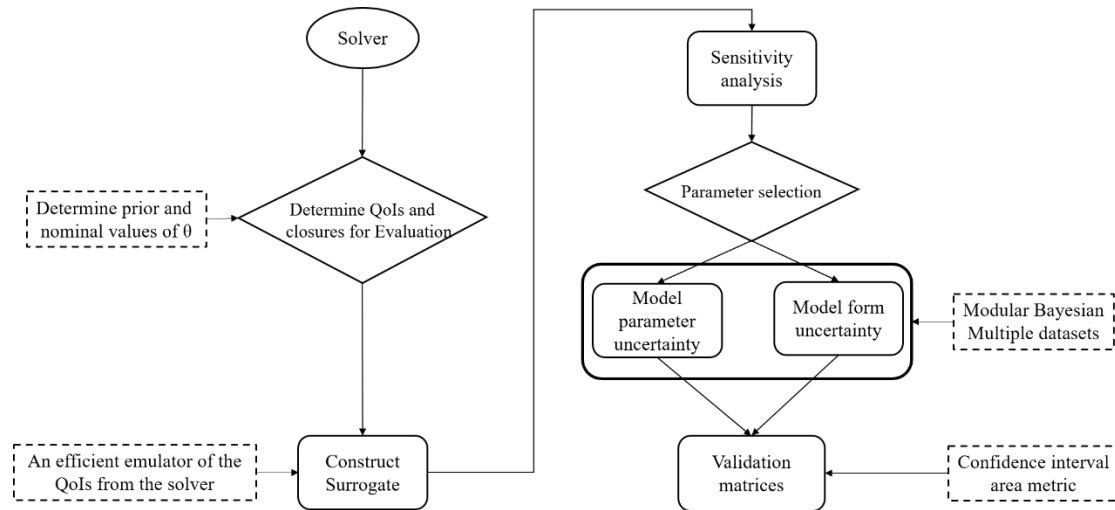 Solver
Determine prior and
nominal values of θ
Determine QoIs and
closures for Evaluation
An efficient emulator of the
QoIs from the solver
Construct
Surrogate
Sensitivity
analysis
Parameter selection
Model
parameter
uncertainty
Model form
uncertainty
Modular Bayesian
Multiple datasets
Validation
matrices
Confidence interval
area metric